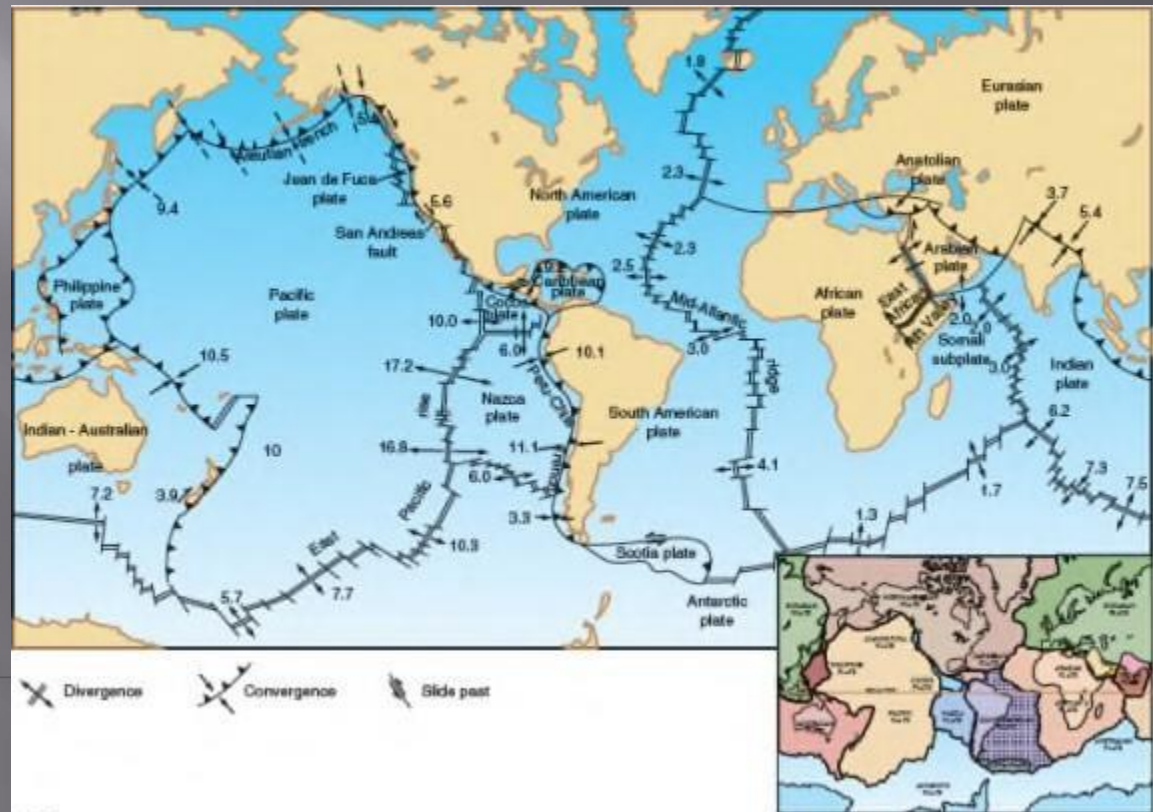 1.8
Eurasian
plate
Aleutian trench
5.4
Juan de Fuca
plate
2.3
Anatolian
plate
9.4
North American
plate
3.7
5.4
5.6
San Andreas
fault
2.3
2.5
Arabian
plate
Philippine
plate
Caribbean
plate
Pacific
plate
Cocos
plate
Mid-Atlantic
ridge
African
plate
East
African
Rift Valley
10.0
6.0
3.0
2.0
2.0
Somali
subplate
3.0
Indian
plate
10.5
10.1
17.2
Peru-Chile
trench
Nazca
plate
South American
plate
Indian - Australian
plate
10
16.8
11.1
6.2
7.2
3.9
6.0
4.1
7.3
7.5
1.7
East
Pacific
rise
3.3
10.3
1.3
Scotia plate
5.7
7.7
Antarctic
plate
Divergence
Convergence
Slide past